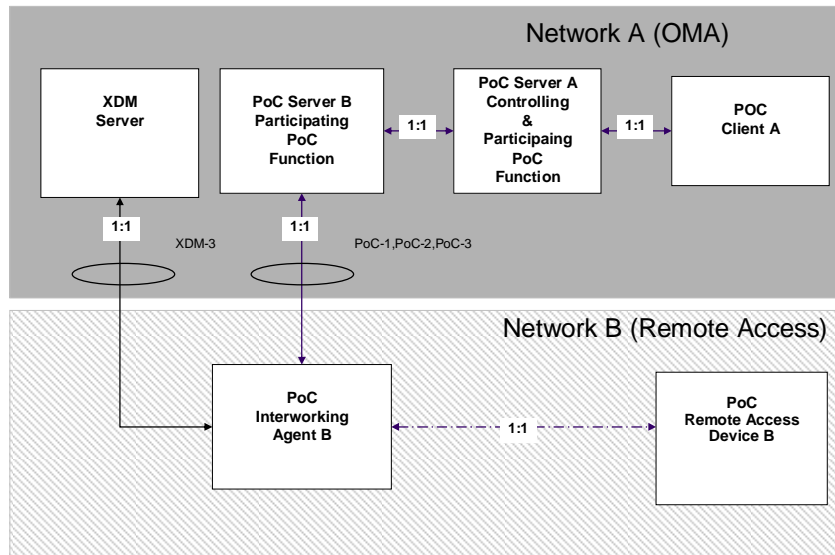 Network A (OMA)
XDM
Server
PoC Server B
Participating
PoC
Function
PoC Server A
Controlling
&
Participaing
PoC
Function
POC
Client A
1:1
1:1
1:1
1:1
XDM-3
PoC-1,PoC-2,PoC-3
Network B (Remote Access)
PoC
Interworking
Agent B
1:1
PoC
Remote Access
Device B